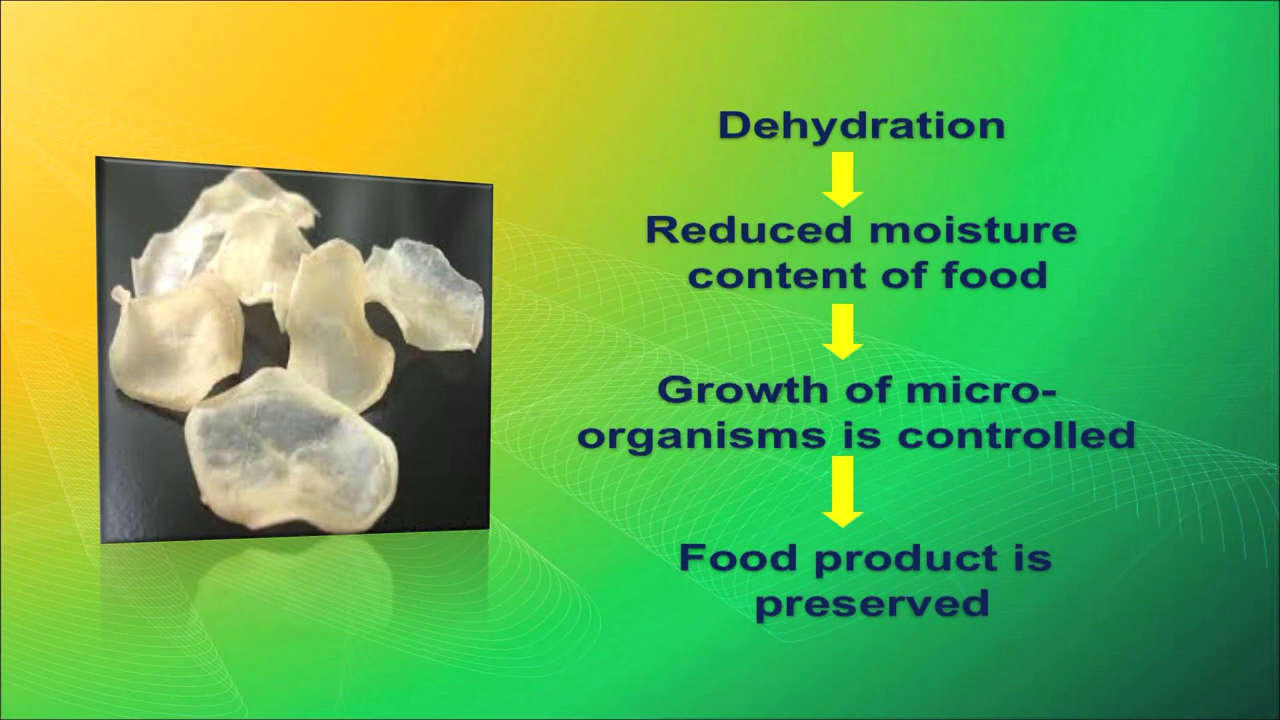 Dehydration
Reduced moisture
content of food
Growth of micro-
organisms is controlled
Food product is
preserved